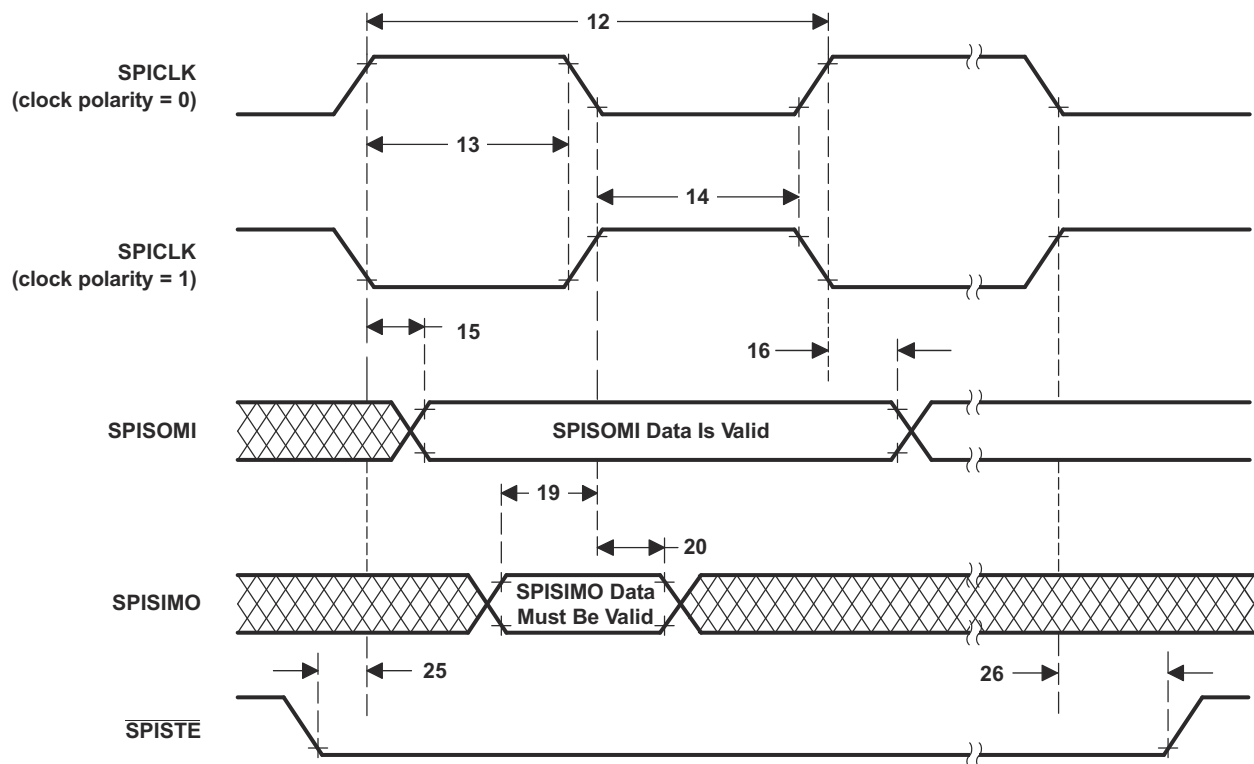 12
SPICLK
(clock polarity = 0)
13
14
SPICLK
(clock polarity = 1)
15
16
SPISOMI
SPISOMI Data Is Valid
19
20
SPISIMO
SPISIMO Data
Must Be Valid
25
26
SPISTE